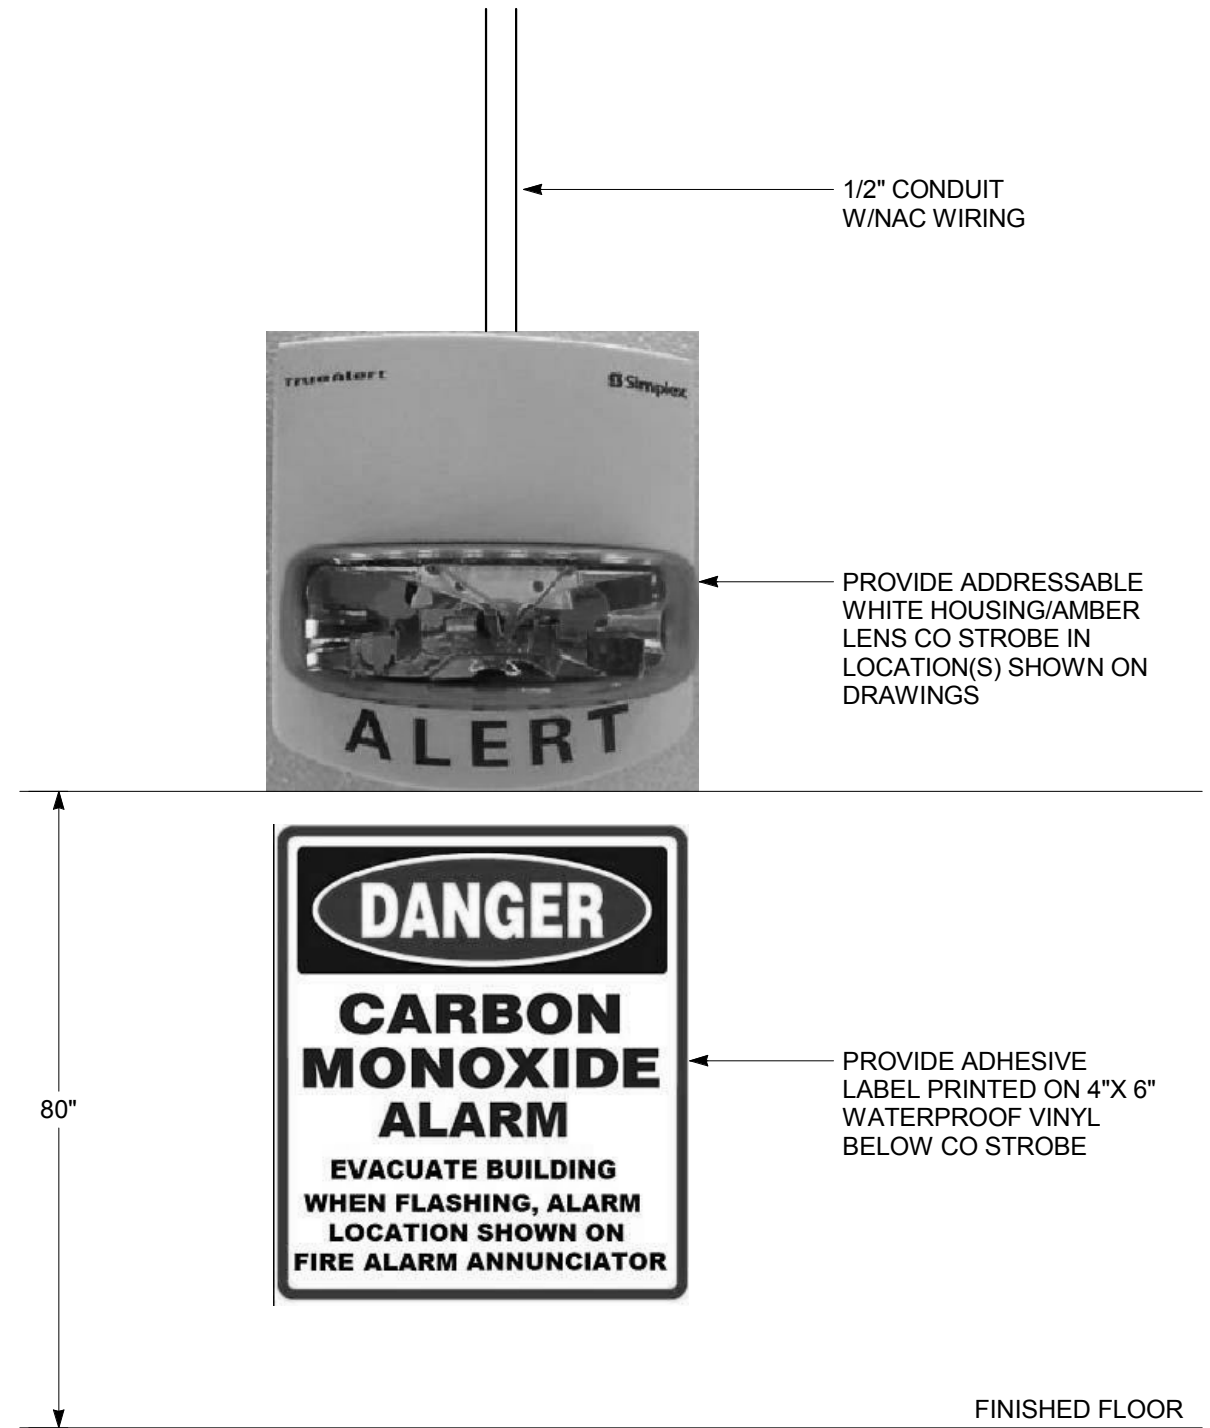 1/2" CONDUIT
W/NAC WIRING
TrueAlert
Simplex
PROVIDE ADDRESSABLE
WHITE HOUSING/AMBER
LENS CO STROBE IN
LOCATION(S) SHOWN ON
DRAWINGS
ALERT
DANGER
CARBON
MONOXIDE
ALARM
EVACUATE BUILDING
WHEN FLASHING, ALARM
LOCATION SHOWN ON
FIRE ALARM ANNUNCIATOR
PROVIDE ADHESIVE
LABEL PRINTED ON 4"X 6"
WATERPROOF VINYL
BELOW CO STROBE
80"
FINISHED FLOOR